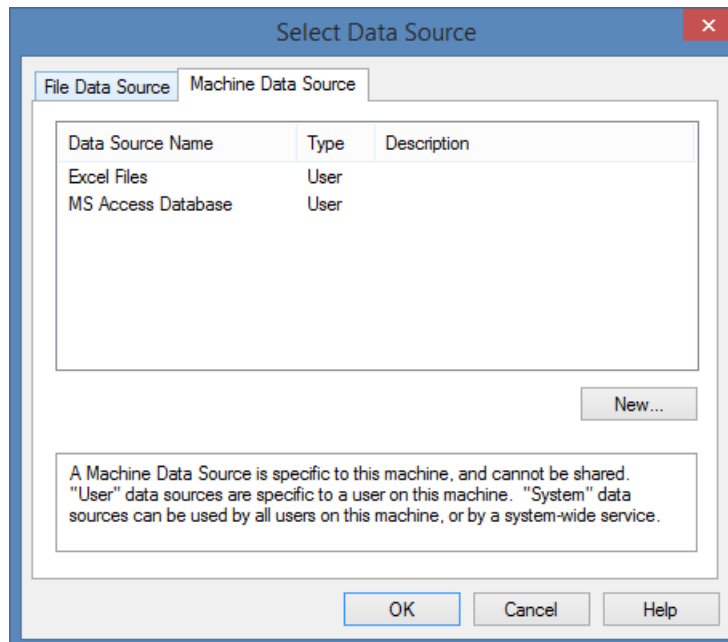 Select Data Source
File Data Source Machine Data Source
Data Source Name Type Description
Excel Files User
MS Access Database User
New...
A Machine Data Source is specific to this machine, and cannot be shared.
"User" data sources are specific to a user on this machine.  "System" data
sources can be used by all users on this machine, or by a system-wide service.
OK Cancel Help